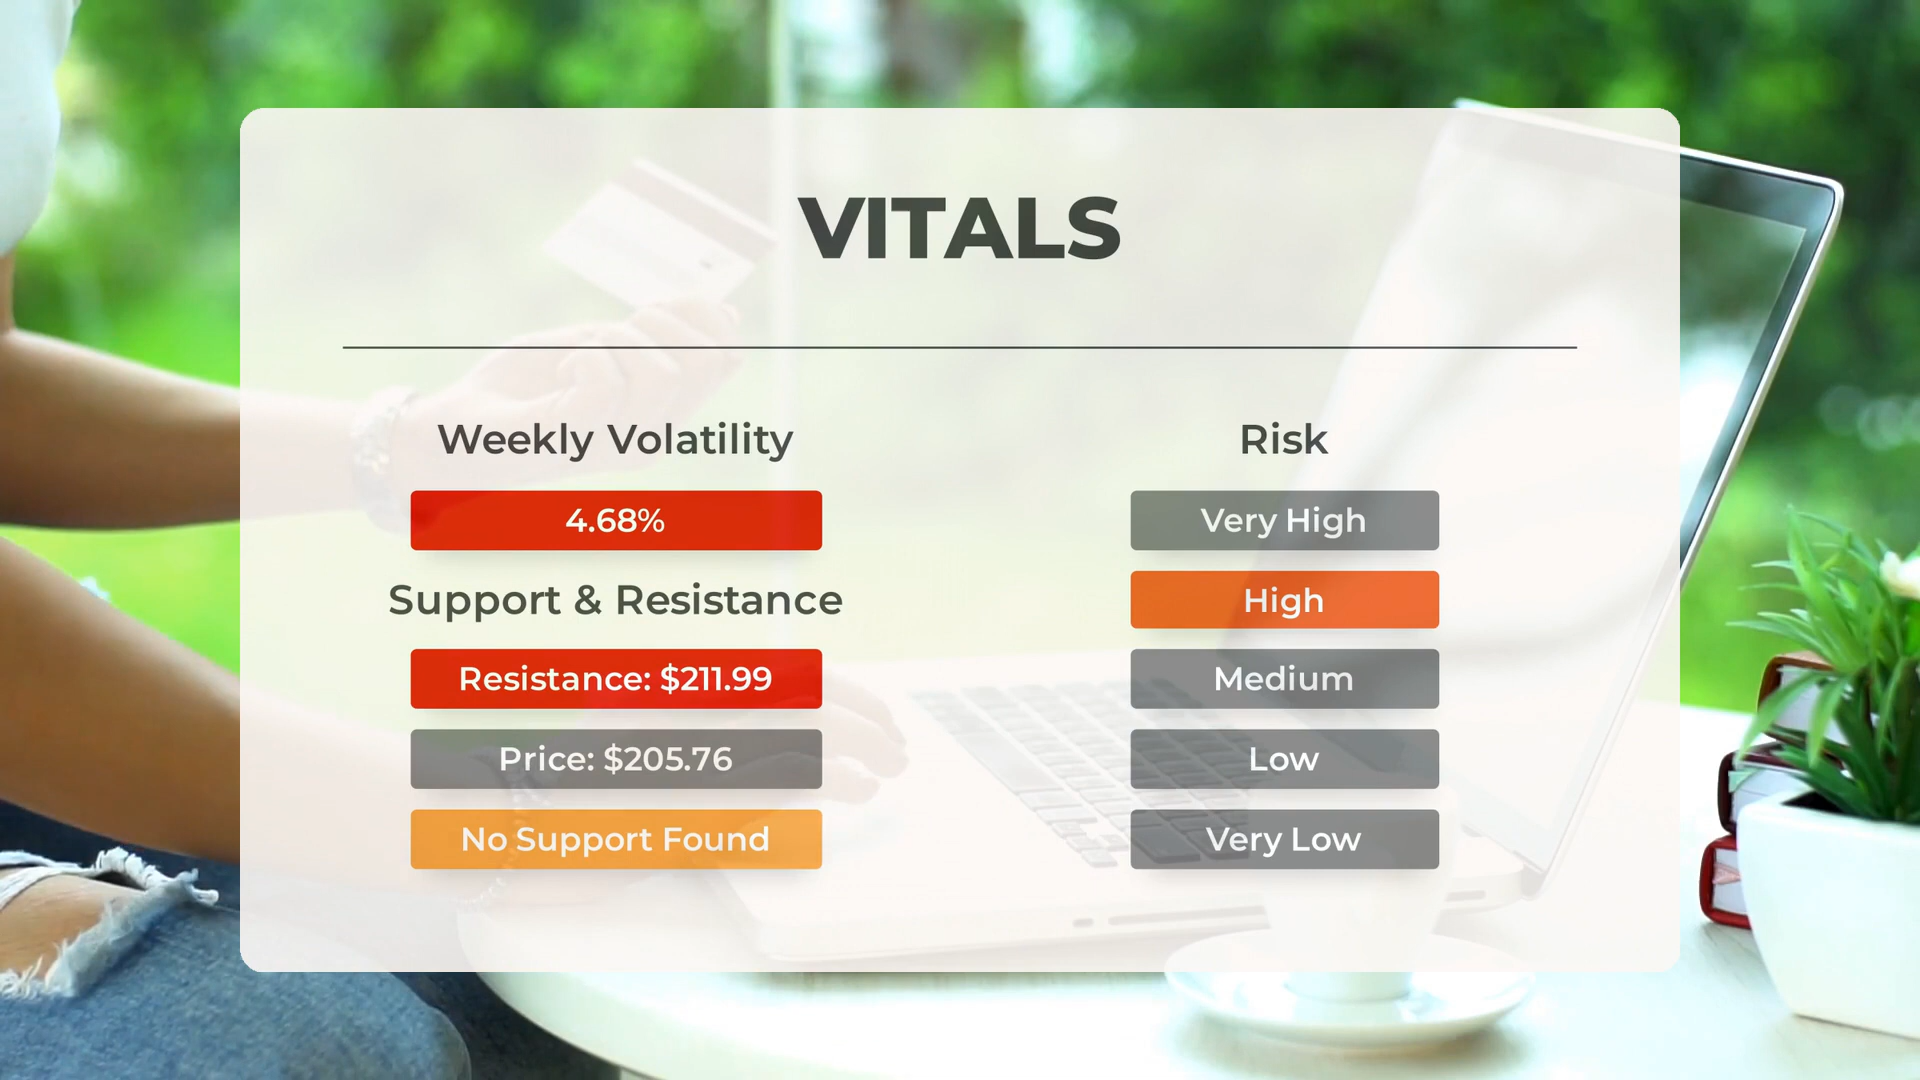 VITALS
Weekly Volatility
4.68%
Support & Resistance
Resistance: $211.99
Price: $205.76
No Support Found
Risk
Very High
High
Medium
Low
Very Low